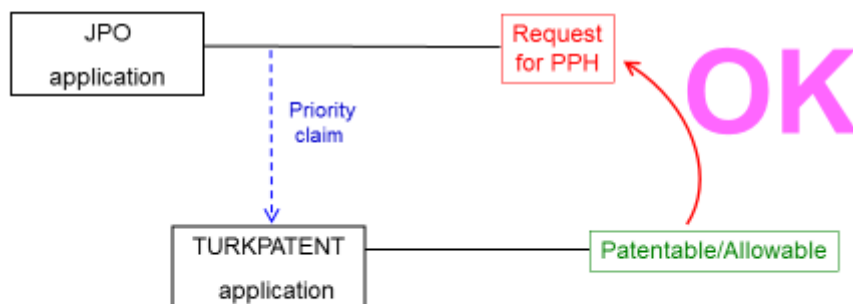 JPO
application
Request
for PPH
OK
Priority
claim
TURKPATENT
application
Patentable/Allowable